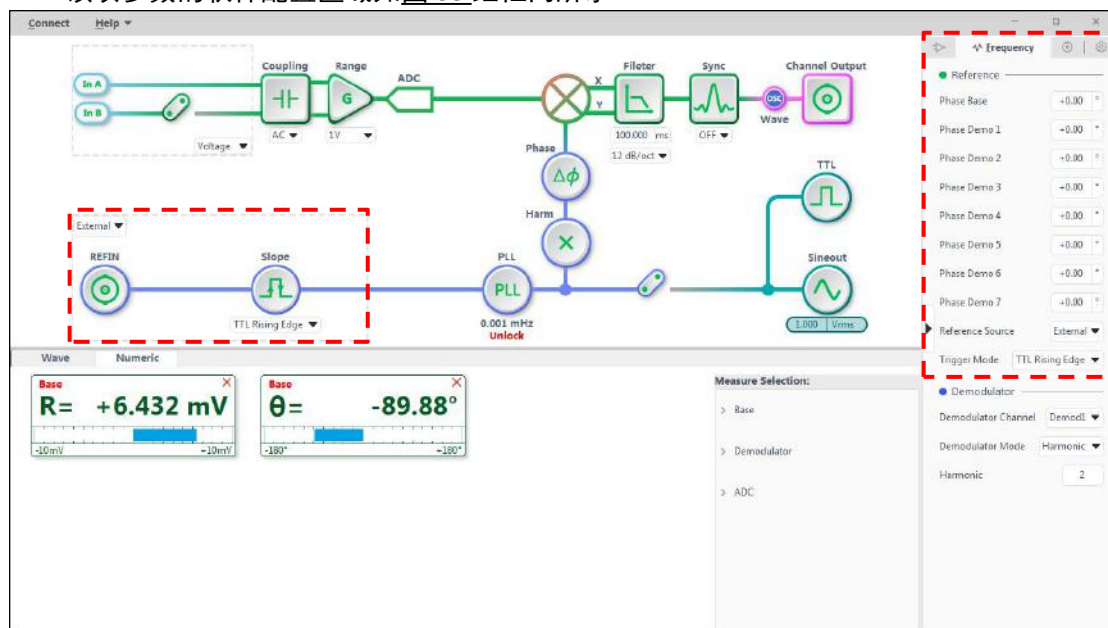 Connect Help
Frequency
Coupling Range ADC Fileter Sync Channel Output
In A
In B
G
X
Y
OSC
Wave
AC 1V 100.000 ms OFF
Voltage 12 dB/oct
Phase
Δϕ
TTL
Harm
External
REFIN Slope PLL Sineout
PLL
TTL Rising Edge 0.001 mHz 1.000 Vrms
Unlock
Reference
Phase Base +0.00 °
Phase Demo 1 +0.00 °
Phase Demo 2 +0.00 °
Phase Demo 3 +0.00 °
Phase Demo 4 +0.00 °
Phase Demo 5 +0.00 °
Phase Demo 6 +0.00 °
Phase Demo 7 +0.00 °
Reference Source External
Trigger Mode TTL Rising Edge
Demodulator
Demodulator Channel Demod1
Demodulator Mode Harmonic
Harmonic 2
Wave Numeric
Base
R= +6.432 mV
-10mV ~10mV
Base
θ= -89.88°
-180° ~180°
Measure Selection:
> Base
> Demodulator
> ADC